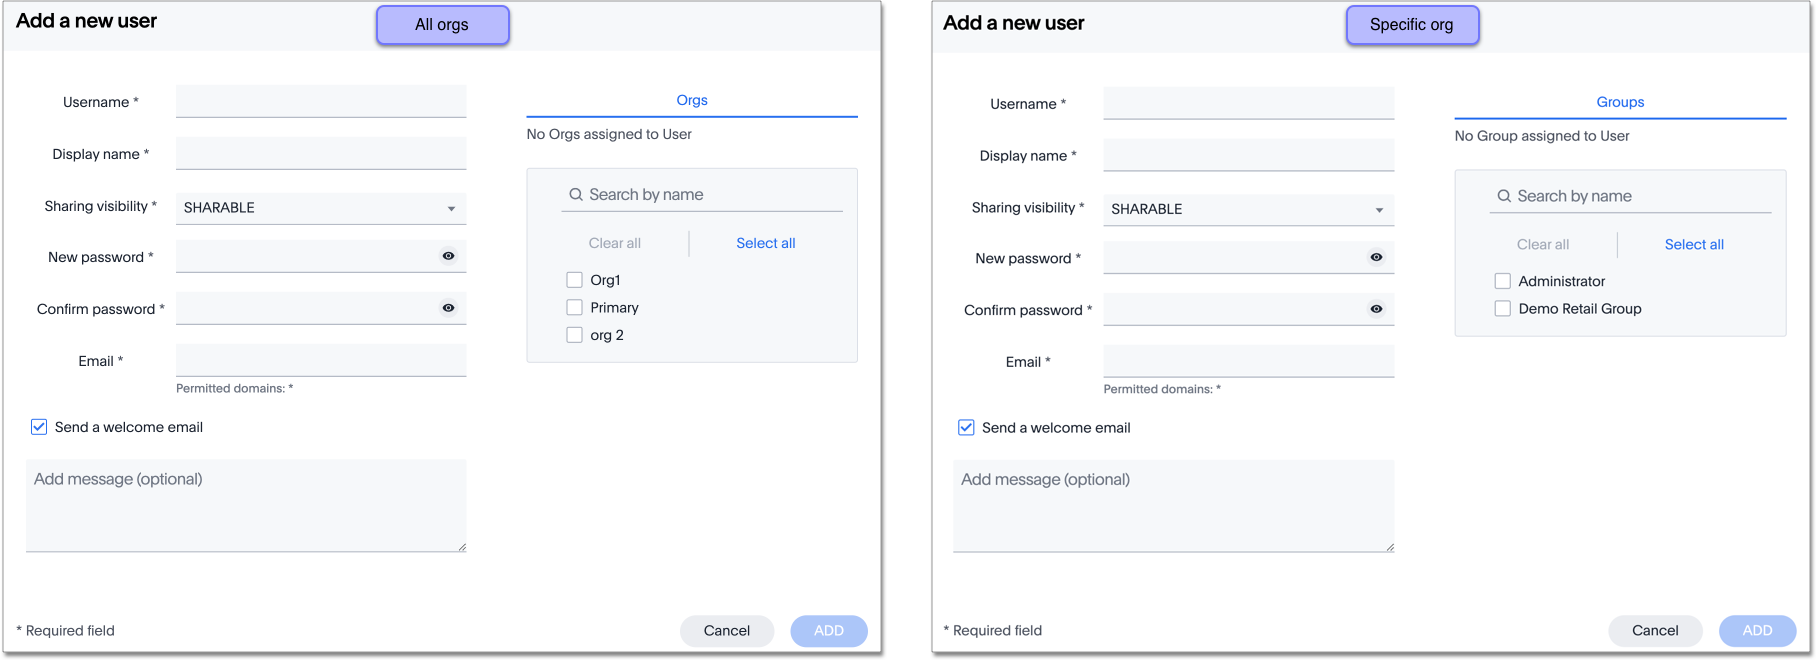 Add a new user
All orgs
Username *
Display name *
Sharing visibility *
SHARABLE
New password *
Confirm password *
Email *
Permitted domains: *
Send a welcome email
Add message (optional)
Orgs
No Orgs assigned to User
Search by name
Clear all
Select all
Org1
Primary
org 2
* Required field
Cancel
ADD
Add a new user
Specific org
Username *
Display name *
Sharing visibility *
SHARABLE
New password *
Confirm password *
Email *
Permitted domains: *
Send a welcome email
Add message (optional)
Groups
No Group assigned to User
Search by name
Clear all
Select all
Administrator
Demo Retail Group
* Required field
Cancel
ADD